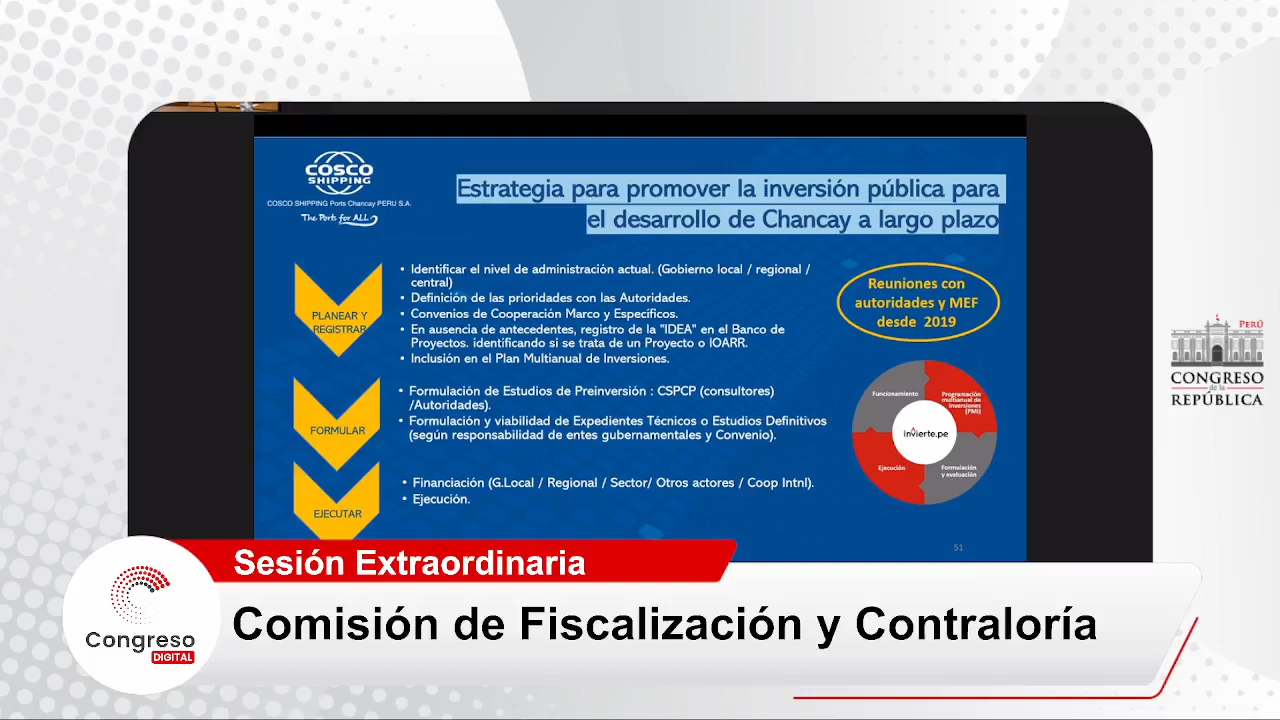 COSCO
SHIPPING
COSCO SHIPPING Ports Chancay PERU S.A.
The Ports for ALL
Estrategia para promover la inversión pública para
el desarrollo de Chancay a largo plazo
PLANEAR Y
REGISTRAR
• Identificar el nivel de administración actual. (Gobierno local / regional /
central)
• Definición de las prioridades con las Autoridades.
• Convenios de Cooperación Marco y Específicos.
• En ausencia de antecedentes, registro de la "IDEA" en el Banco de
Proyectos. identificando si se trata de un Proyecto o IOARR.
• Inclusión en el Plan Multianual de Inversiones.
Reuniones con
autoridades y MEF
desde 2019
FORMULAR
• Formulación de Estudios de Preinversión : CSPCP (consultores)
/Autoridades).
• Formulación y viabilidad de Expedientes Técnicos o Estudios Definitivos
(según responsabilidad de entes gubernamentales y Convenio).
Funcionamiento
Programación
multianual de
inversiones
(PMI)
invierte.pe
Ejecución
Formulación
y evaluación
EJECUTAR
• Financiación (G.Local / Regional / Sector/ Otros actores / Coop Intnl).
• Ejecución.
51
PERÚ
CONGRESO
de la
REPÚBLICA
Sesión Extraordinaria
Comisión de Fiscalización y Contraloría
Congreso
DIGITAL